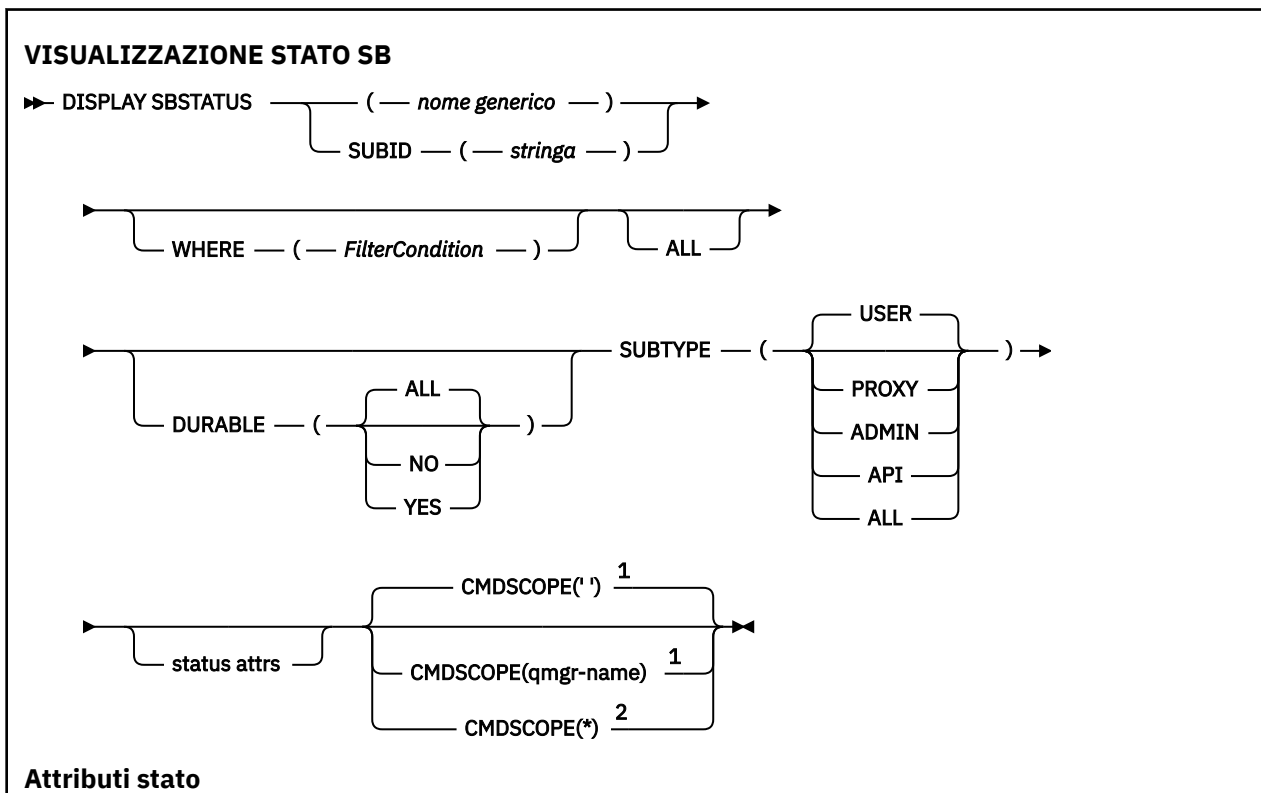 VISUALIZZAZIONE STATO SB
DISPLAY SBSTATUS ( nome generico )
SUBID ( stringa )
WHERE ( FilterCondition ) ALL
USER
SUBTYPE ( )
ALL PROXY
DURABLE ( ) ADMIN
NO API
YES ALL
CMDSCOPE(' ') 1
status attrs CMDSCOPE(qmgr-name) 1
CMDSCOPE(*) 2
Attributi stato